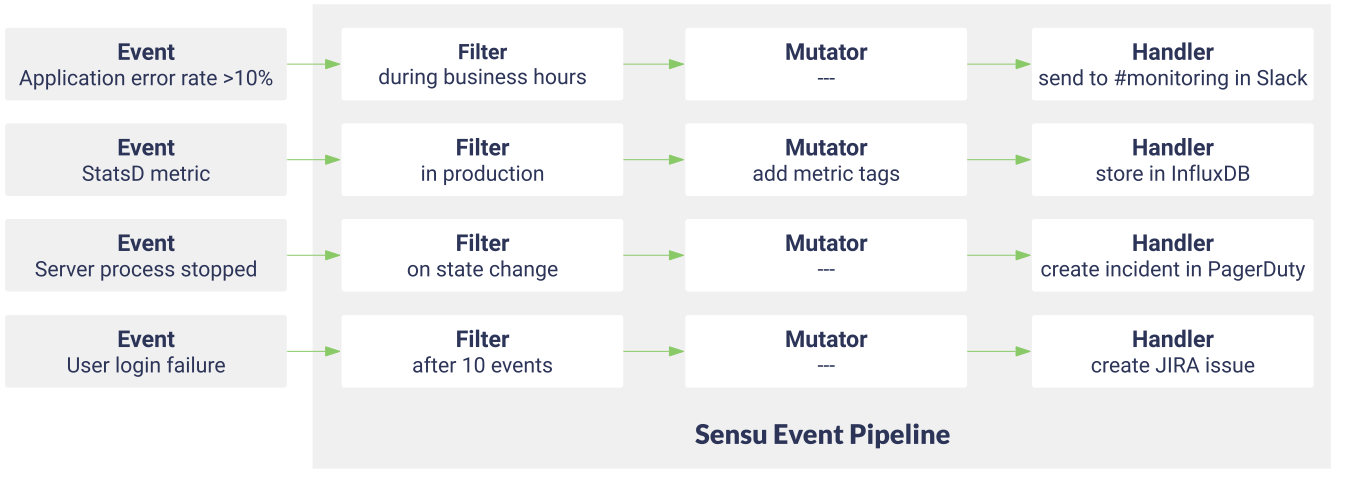 Event
Application error rate >10%
Filter
during business hours
Mutator
---
Handler
send to #monitoring in Slack
Event
StatsD metric
Filter
in production
Mutator
add metric tags
Handler
store in InfluxDB
Event
Server process stopped
Filter
on state change
Mutator
---
Handler
create incident in PagerDuty
Event
User login failure
Filter
after 10 events
Mutator
---
Handler
create JIRA issue
Sensu Event Pipeline